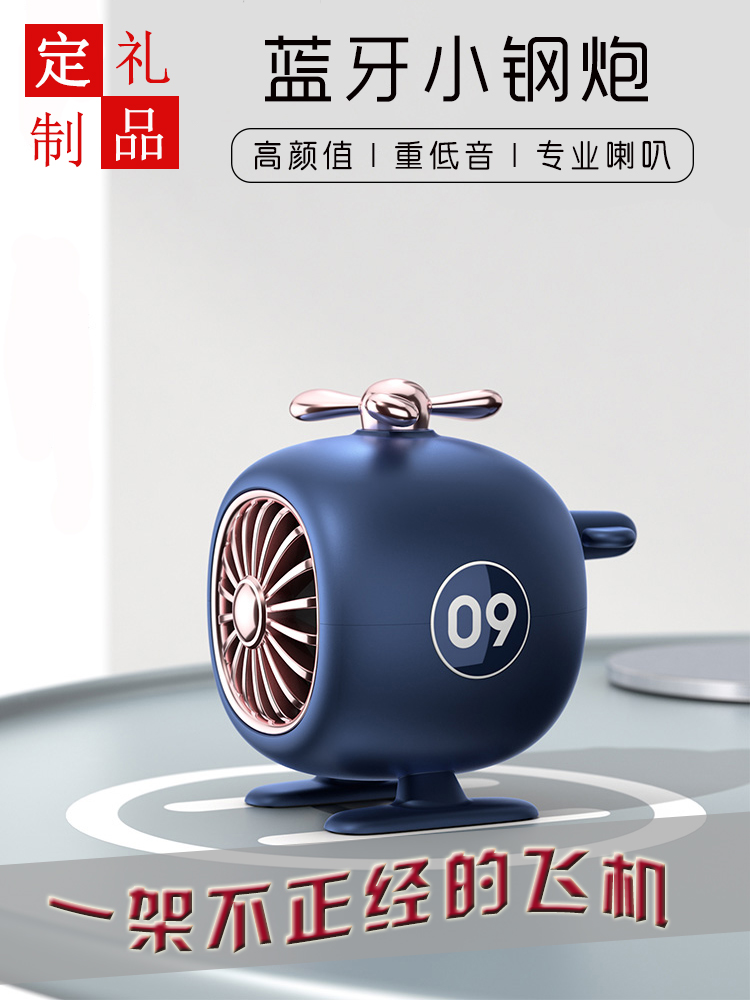 定礼
制品
蓝牙小钢炮
高颜值 | 重低音 | 专业喇叭
09
一架不正经的飞机